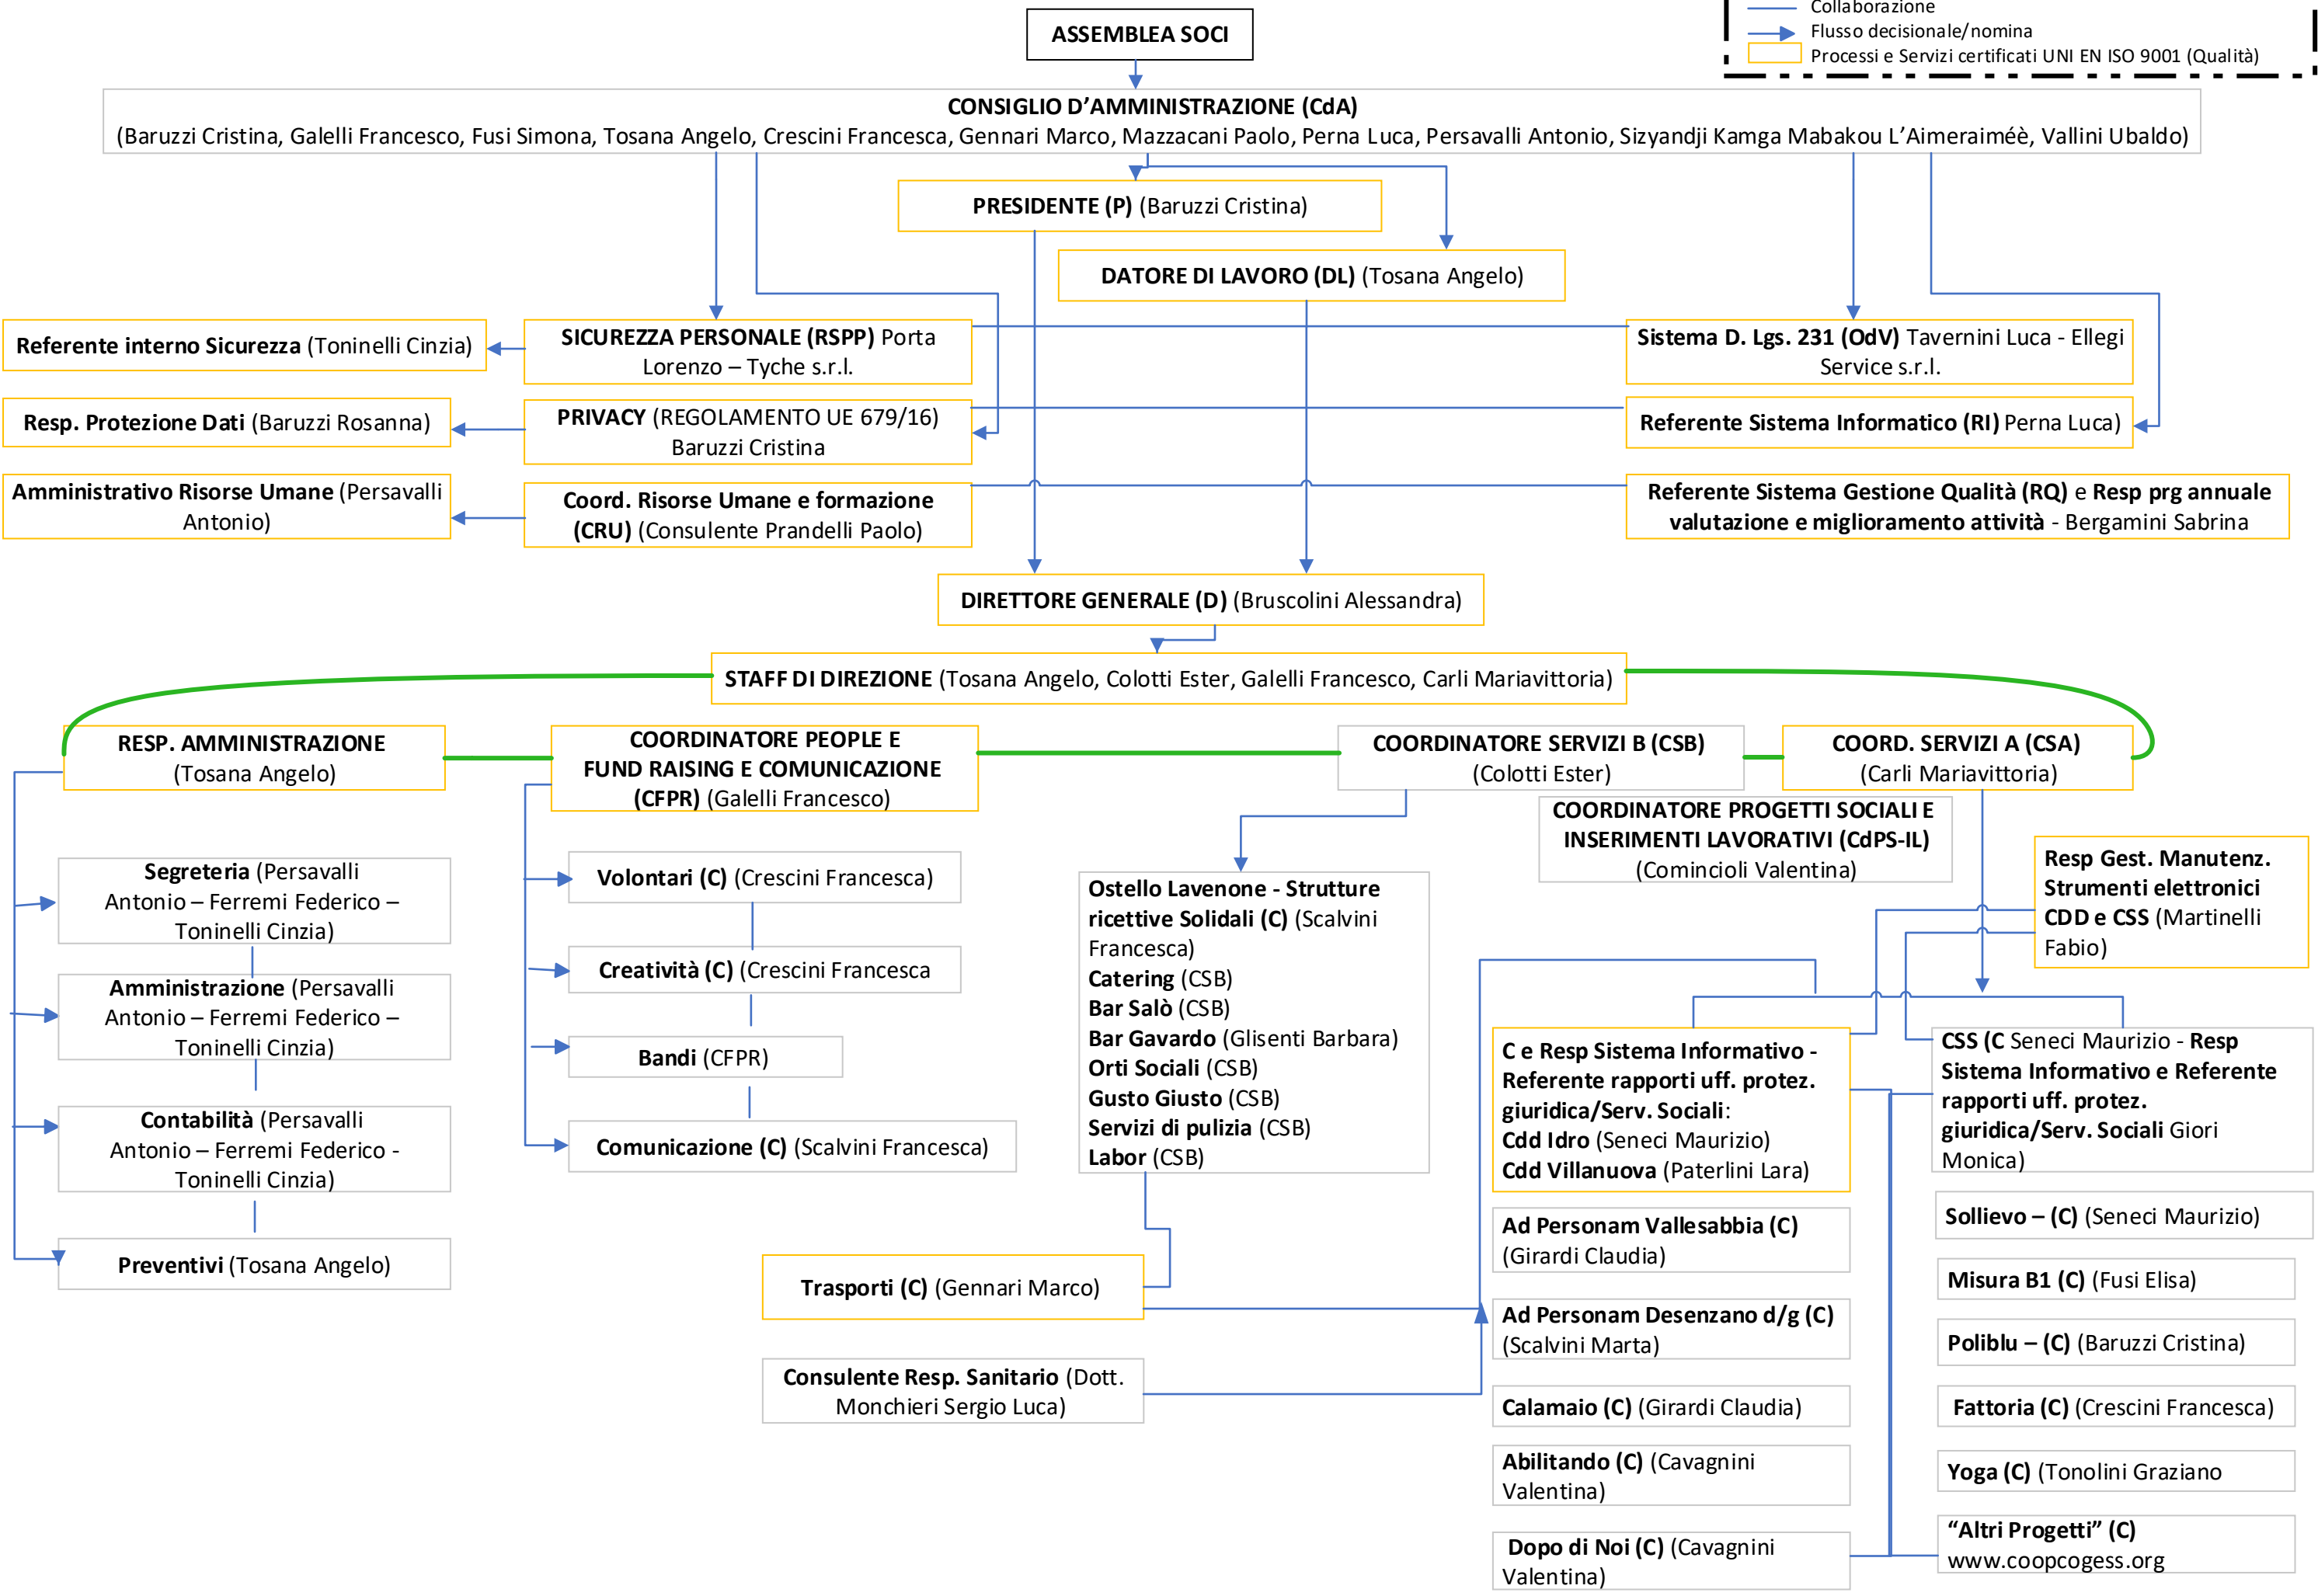 Collaborazione
Flusso decisionale/nomina
Processi e Servizi certificati UNI EN ISO 9001 (Qualità)
ASSEMBLEA SOCI
CONSIGLIO D'AMMINISTRAZIONE (CdA)
(Baruzzi Cristina, Galelli Francesco, Fusi Simona, Tosana Angelo, Crescini Francesca, Gennari Marco, Mazzacani Paolo, Perna Luca, Persavalli Antonio, Sizyandji Kamga Mabakou L'Aimeraiméè, Vallini Ubaldo)
PRESIDENTE (P) (Baruzzi Cristina)
DATORE DI LAVORO (DL) (Tosana Angelo)
Referente interno Sicurezza (Toninelli Cinzia)
SICUREZZA PERSONALE (RSPP) Porta
Lorenzo – Tyche s.r.l.
Sistema D. Lgs. 231 (OdV) Tavernini Luca - Ellegi
Service s.r.l.
Resp. Protezione Dati (Baruzzi Rosanna)
PRIVACY (REGOLAMENTO UE 679/16)
Baruzzi Cristina
Referente Sistema Informatico (RI) Perna Luca)
Amministrativo Risorse Umane (Persavalli
Antonio)
Coord. Risorse Umane e formazione
(CRU) (Consulente Prandelli Paolo)
Referente Sistema Gestione Qualità (RQ) e Resp prg annuale
valutazione e miglioramento attività - Bergamini Sabrina
DIRETTORE GENERALE (D) (Bruscolini Alessandra)
STAFF DI DIREZIONE (Tosana Angelo, Colotti Ester, Galelli Francesco, Carli Mariavittoria)
RESP. AMMINISTRAZIONE
(Tosana Angelo)
COORDINATORE PEOPLE E
FUND RAISING E COMUNICAZIONE
(CFPR) (Galelli Francesco)
COORDINATORE SERVIZI B (CSB)
(Colotti Ester)
COORD. SERVIZI A (CSA)
(Carli Mariavittoria)
COORDINATORE PROGETTI SOCIALI E
INSERIMENTI LAVORATIVI (CdPS-IL)
(Comincioli Valentina)
Resp Gest. Manutenz.
Strumenti elettronici
CDD e CSS (Martinelli
Fabio)
Segreteria (Persavalli
Antonio – Ferremi Federico –
Toninelli Cinzia)
Amministrazione (Persavalli
Antonio – Ferremi Federico –
Toninelli Cinzia)
Contabilità (Persavalli
Antonio – Ferremi Federico -
Toninelli Cinzia)
Preventivi (Tosana Angelo)
Volontari (C) (Crescini Francesca)
Creatività (C) (Crescini Francesca
Bandi (CFPR)
Comunicazione (C) (Scalvini Francesca)
Ostello Lavenone - Strutture
ricettive Solidali (C) (Scalvini
Francesca)
Catering (CSB)
Bar Salò (CSB)
Bar Gavardo (Glisenti Barbara)
Orti Sociali (CSB)
Gusto Giusto (CSB)
Servizi di pulizia (CSB)
Labor (CSB)
Trasporti (C) (Gennari Marco)
Consulente Resp. Sanitario (Dott.
Monchieri Sergio Luca)
C e Resp Sistema Informativo -
Referente rapporti uff. protez.
giuridica/Serv. Sociali:
Cdd Idro (Seneci Maurizio)
Cdd Villanuova (Paterlini Lara)
Ad Personam Vallesabbia (C)
(Girardi Claudia)
Ad Personam Desenzano d/g (C)
(Scalvini Marta)
Calamaio (C) (Girardi Claudia)
Abilitando (C) (Cavagnini
Valentina)
Dopo di Noi (C) (Cavagnini
Valentina)
CSS (C Seneci Maurizio - Resp
Sistema Informativo e Referente
rapporti uff. protez.
giuridica/Serv. Sociali Giori
Monica)
Sollievo – (C) (Seneci Maurizio)
Misura B1 (C) (Fusi Elisa)
Poliblu – (C) (Baruzzi Cristina)
Fattoria (C) (Crescini Francesca)
Yoga (C) (Tonolini Graziano
"Altri Progetti" (C)
www.coopcogess.org